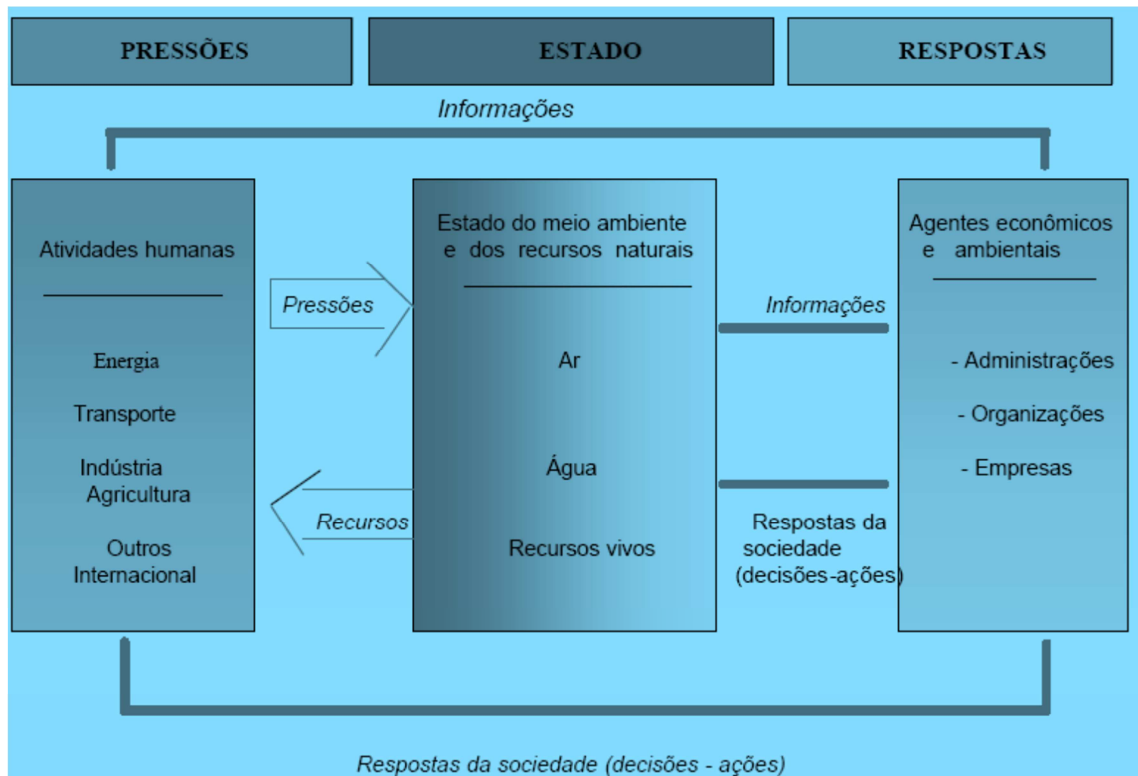 PRESSÕES
ESTADO
RESPOSTAS
Informações
Atividades humanas
Energia
Transporte
Indústria
Agricultura
Outros
Internacional
Pressões
Recursos
Estado do meio ambiente
e dos recursos naturais
Ar
Água
Recursos vivos
Informações
Respostas da
sociedade
(decisões-ações)
Agentes econômicos
e ambientais
- Administrações
- Organizações
- Empresas
Respostas da sociedade (decisões - ações)